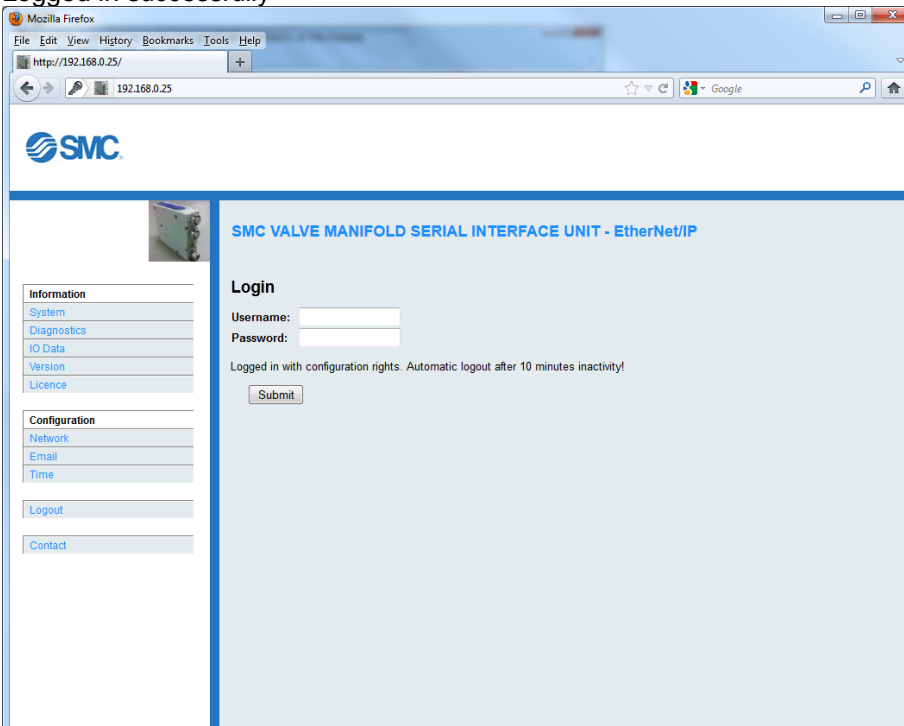 Logged in successfully
Mozilla Firefox
File Edit View History Bookmarks Tools Help
http://192.168.0.25/ +
192.168.0.25 Google
SMC.
SMC VALVE MANIFOLD SERIAL INTERFACE UNIT - EtherNet/IP
Login
Username:
Password:
Logged in with configuration rights. Automatic logout after 10 minutes inactivity!
Submit
Information
System
Diagnostics
IO Data
Version
Licence
Configuration
Network
Email
Time
Logout
Contact